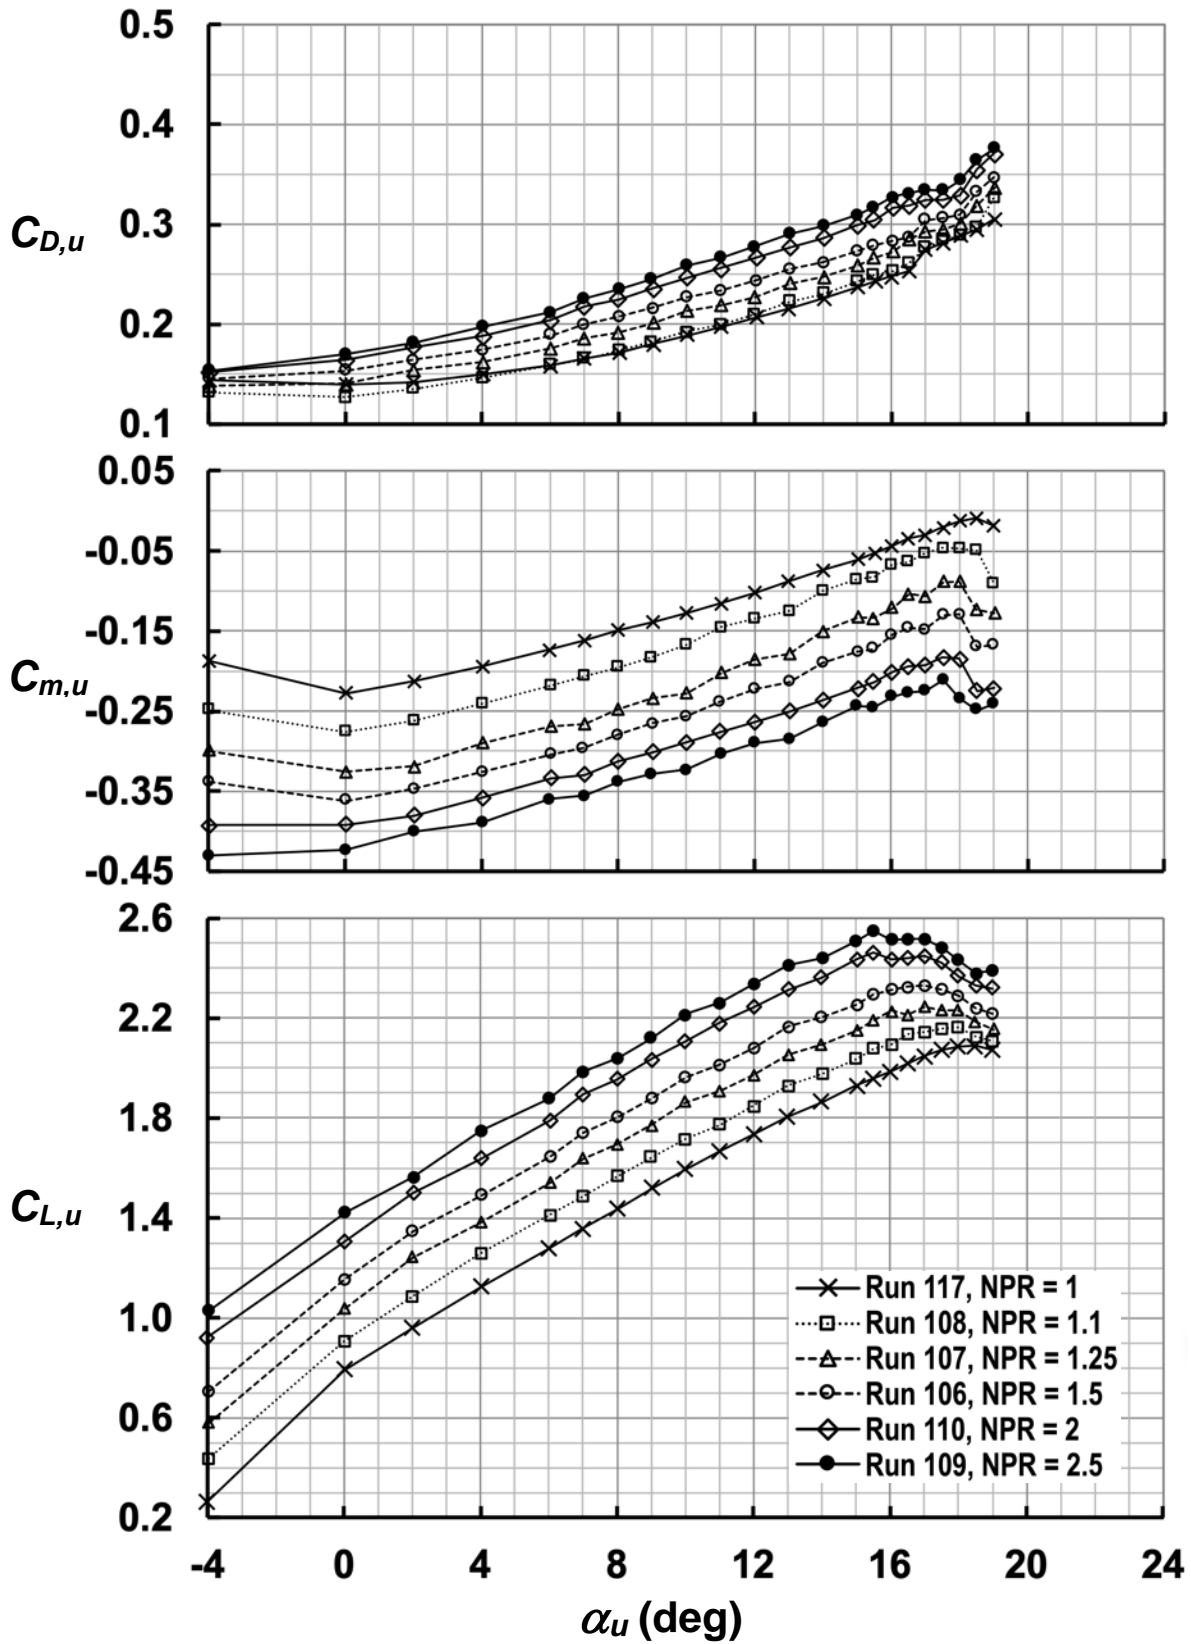 0.5
0.4
0.3
0.2
0.1
C_D,u
0.05
-0.05
-0.15
-0.25
-0.35
-0.45
C_m,u
2.6
2.2
1.8
1.4
1.0
0.6
0.2
C_L,u
Run 117, NPR = 1
Run 108, NPR = 1.1
Run 107, NPR = 1.25
Run 106, NPR = 1.5
Run 110, NPR = 2
Run 109, NPR = 2.5
-4 0 4 8 12 16 20 24
α_u (deg)